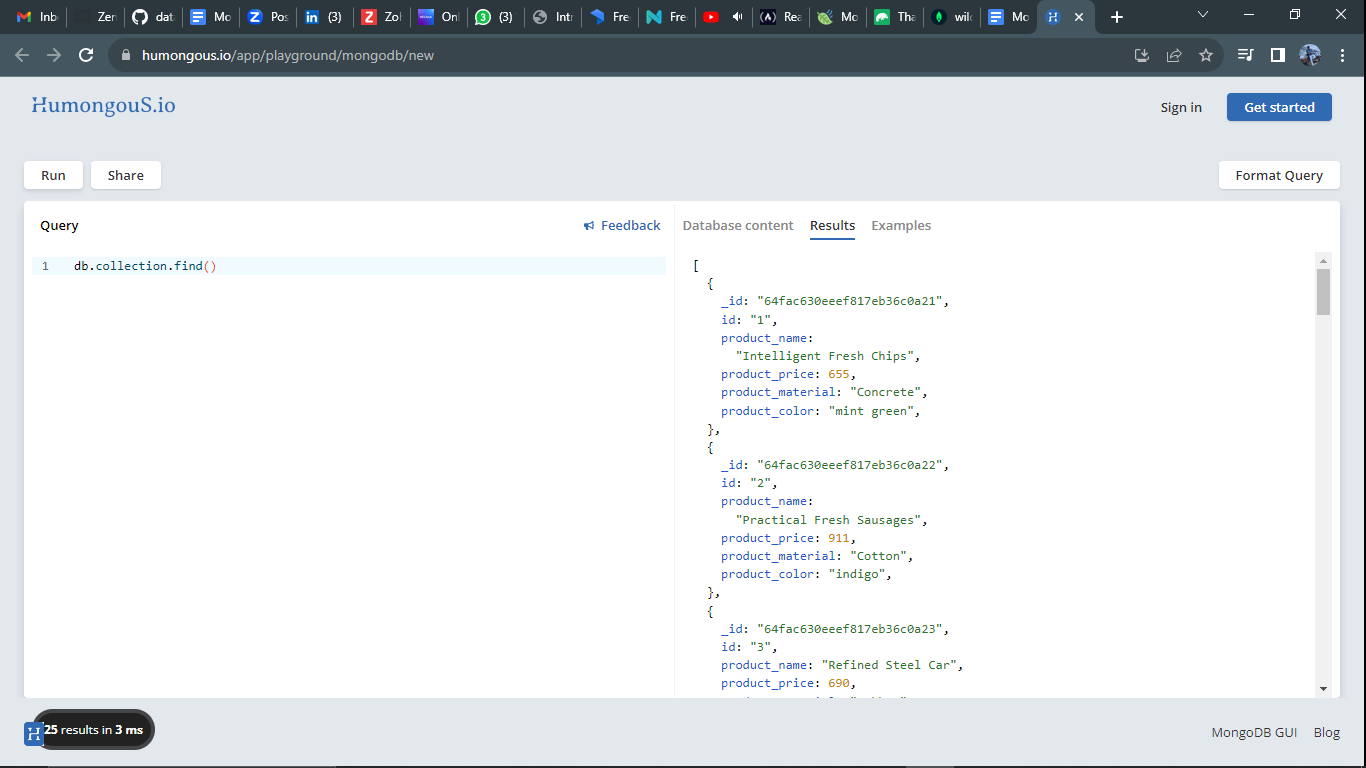 Inb
Zen
dat
Mo
Pos
(3)
Zoh
Onl
(3)
Intr
Fre
Fre
Rea
Mo
Tha
wild
Mo
humongous.io/app/playground/mongodb/new
HumongouS.io
Sign in
Get started
Run
Share
Format Query
Query
Feedback
Database content
Results
Examples
1 db.collection.find()
[
{
_id: "64fac630eeef817eb36c0a21",
id: "1",
product_name:
"Intelligent Fresh Chips",
product_price: 655,
product_material: "Concrete",
product_color: "mint green",
},
{
_id: "64fac630eeef817eb36c0a22",
id: "2",
product_name:
"Practical Fresh Sausages",
product_price: 911,
product_material: "Cotton",
product_color: "indigo",
},
{
_id: "64fac630eeef817eb36c0a23",
id: "3",
product_name: "Refined Steel Car",
product_price: 690,
H
25 results in 3 ms
MongoDB GUI
Blog